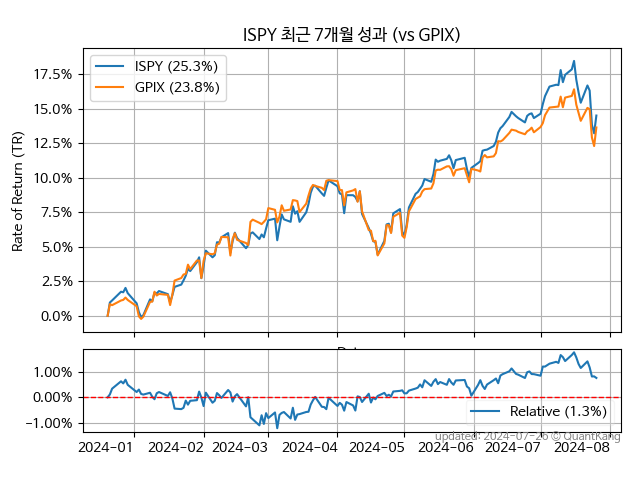 ISPY 최근 7개월 성과 (vs GPIX)
ISPY (25.3%)
GPIX (23.8%)
Rate of Return (TR)
17.5%
15.0%
12.5%
10.0%
7.5%
5.0%
2.5%
0.0%
1.00%
0.00%
−1.00%
Relative (1.3%)
2024-01 2024-02 2024-03 2024-04 2024-05 2024-06 2024-07 2024-08
updated: 2024-07-26 © QuantKang